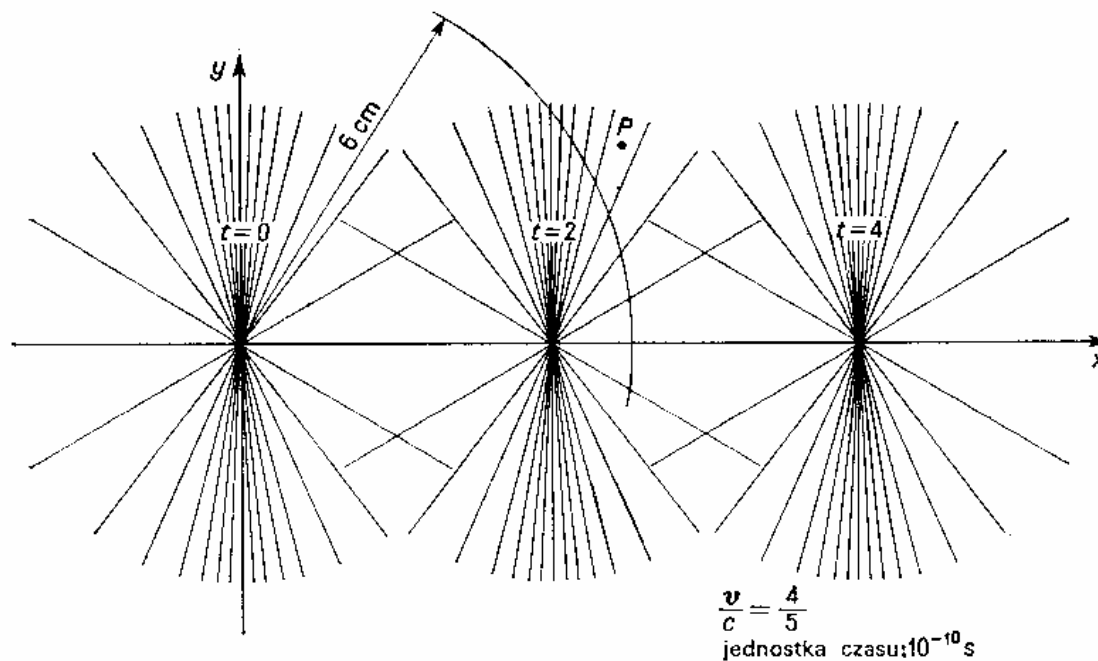 y
6 cm
P
t=0
t=2
t=4
x
v/c = 4/5
jednostka czasu: 10⁻¹⁰ s